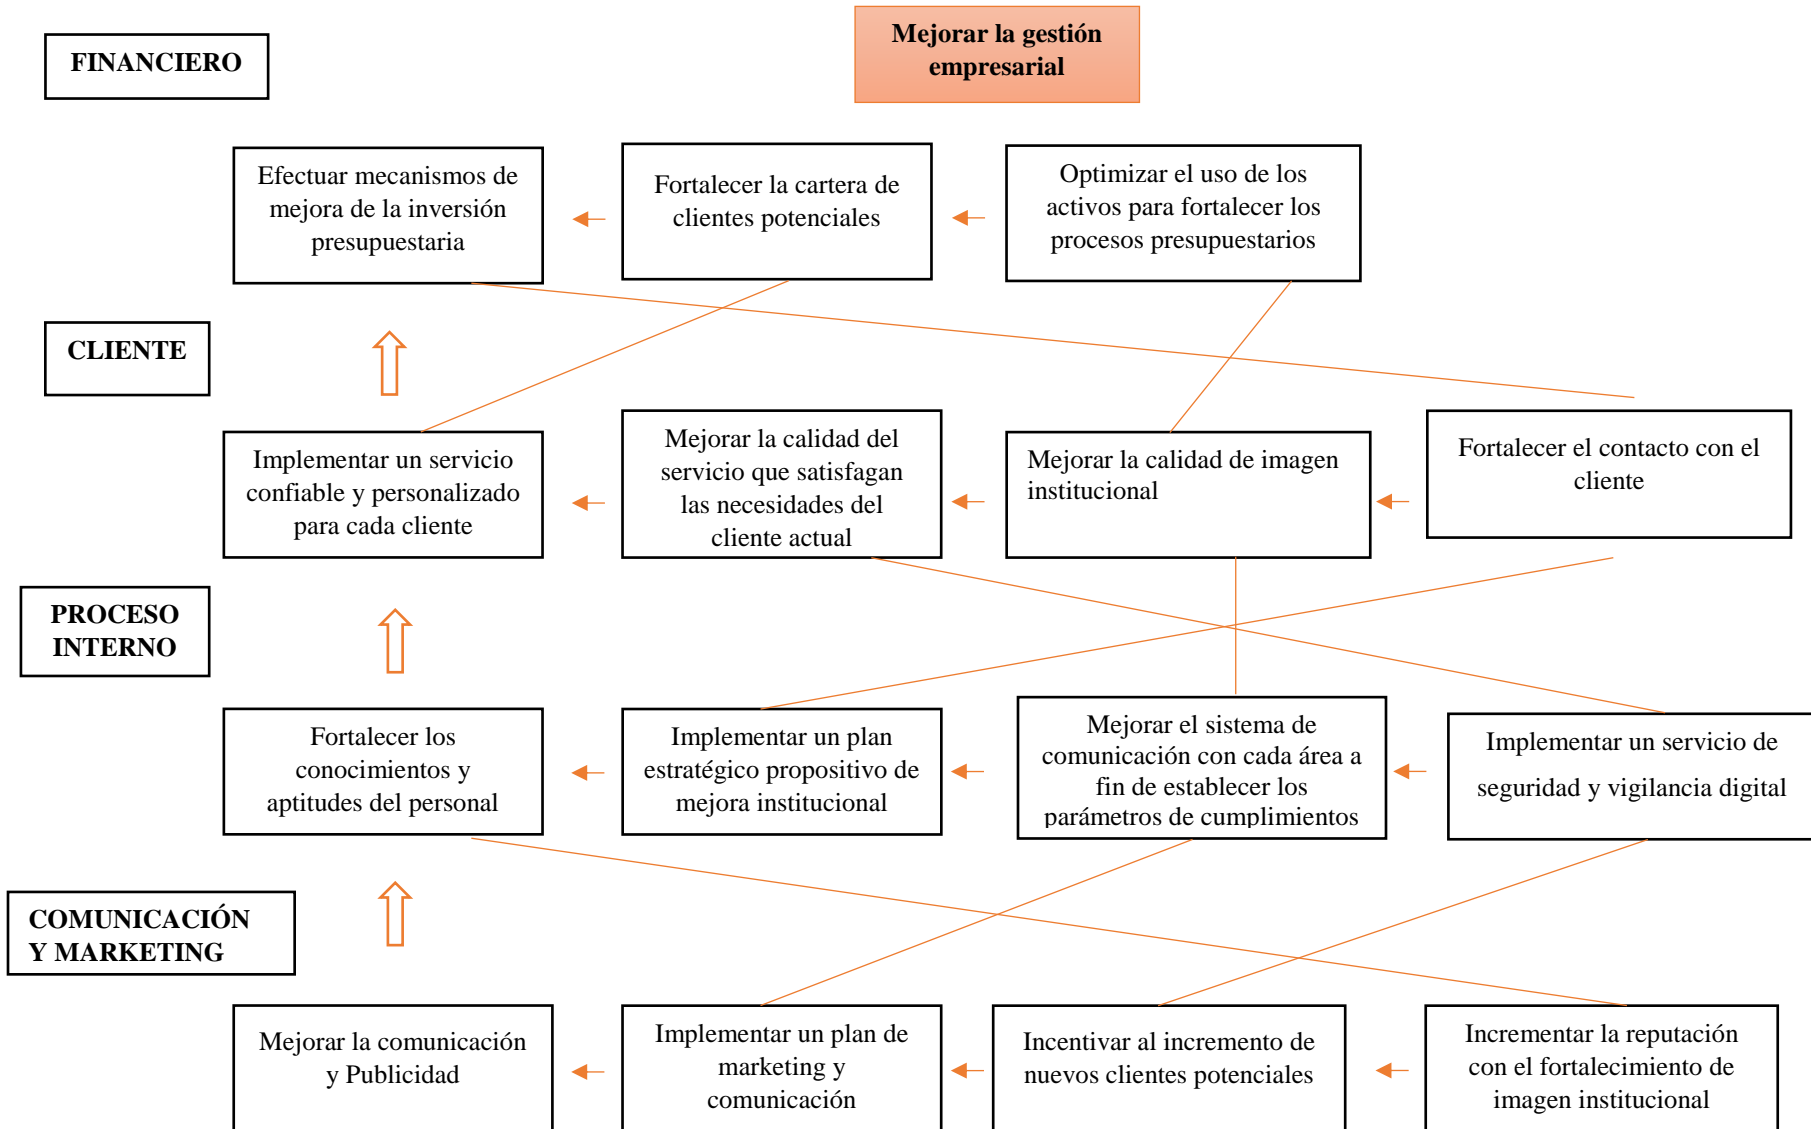 FINANCIERO
Mejorar la gestión
empresarial
Efectuar mecanismos de
mejora de la inversión
presupuestaria
Fortalecer la cartera de
clientes potenciales
Optimizar el uso de los
activos para fortalecer los
procesos presupuestarios
CLIENTE
Implementar un servicio
confiable y personalizado
para cada cliente
Mejorar la calidad del
servicio que satisfagan
las necesidades del
cliente actual
Mejorar la calidad de imagen
institucional
Fortalecer el contacto con el
cliente
PROCESO
INTERNO
Fortalecer los
conocimientos y
aptitudes del personal
Implementar un plan
estratégico propositivo de
mejora institucional
Mejorar el sistema de
comunicación con cada área a
fin de establecer los
parámetros de cumplimientos
Implementar un servicio de
seguridad y vigilancia digital
COMUNICACIÓN
Y MARKETING
Mejorar la comunicación
y Publicidad
Implementar un plan de
marketing y
comunicación
Incentivar al incremento de
nuevos clientes potenciales
Incrementar la reputación
con el fortalecimiento de
imagen institucional